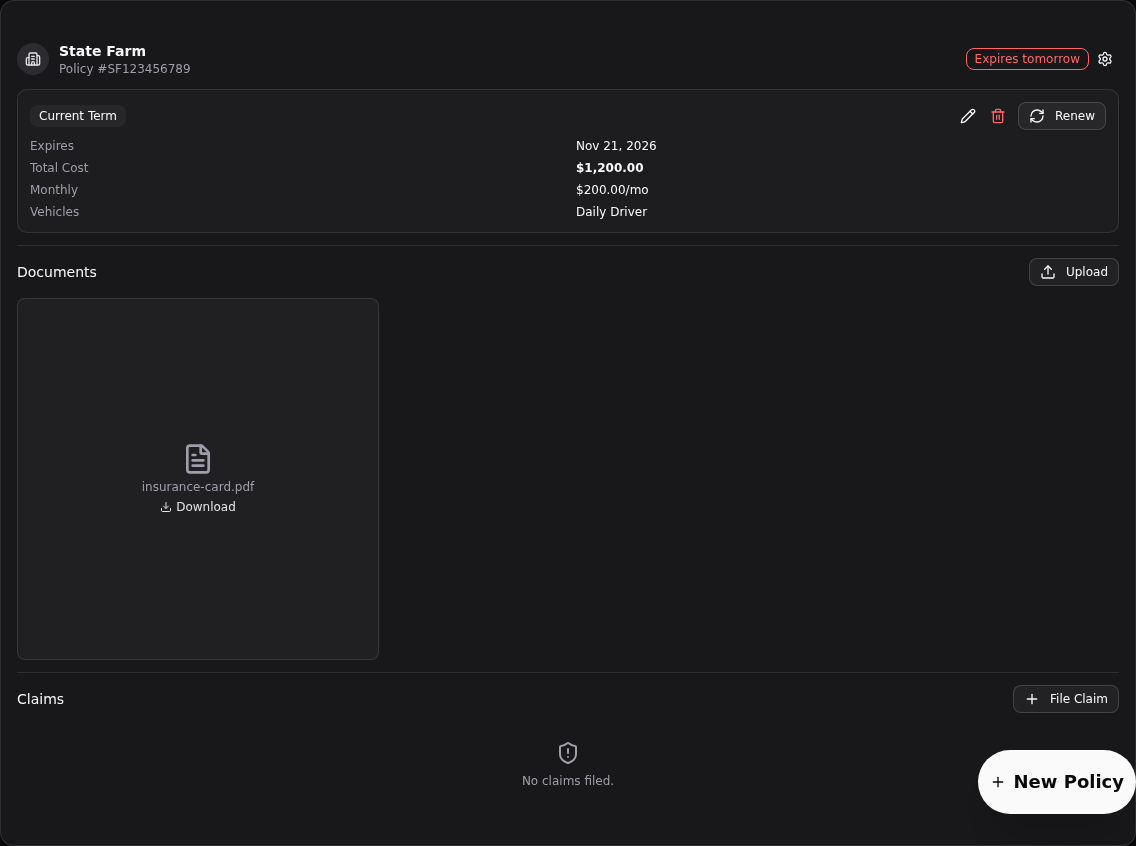 State Farm
Policy #SF123456789
Expires tomorrow
Current Term
Renew
Expires
Nov 21, 2026
Total Cost
$1,200.00
Monthly
$200.00/mo
Vehicles
Daily Driver
Documents
Upload
insurance-card.pdf
Download
Claims
File Claim
No claims filed.
New Policy